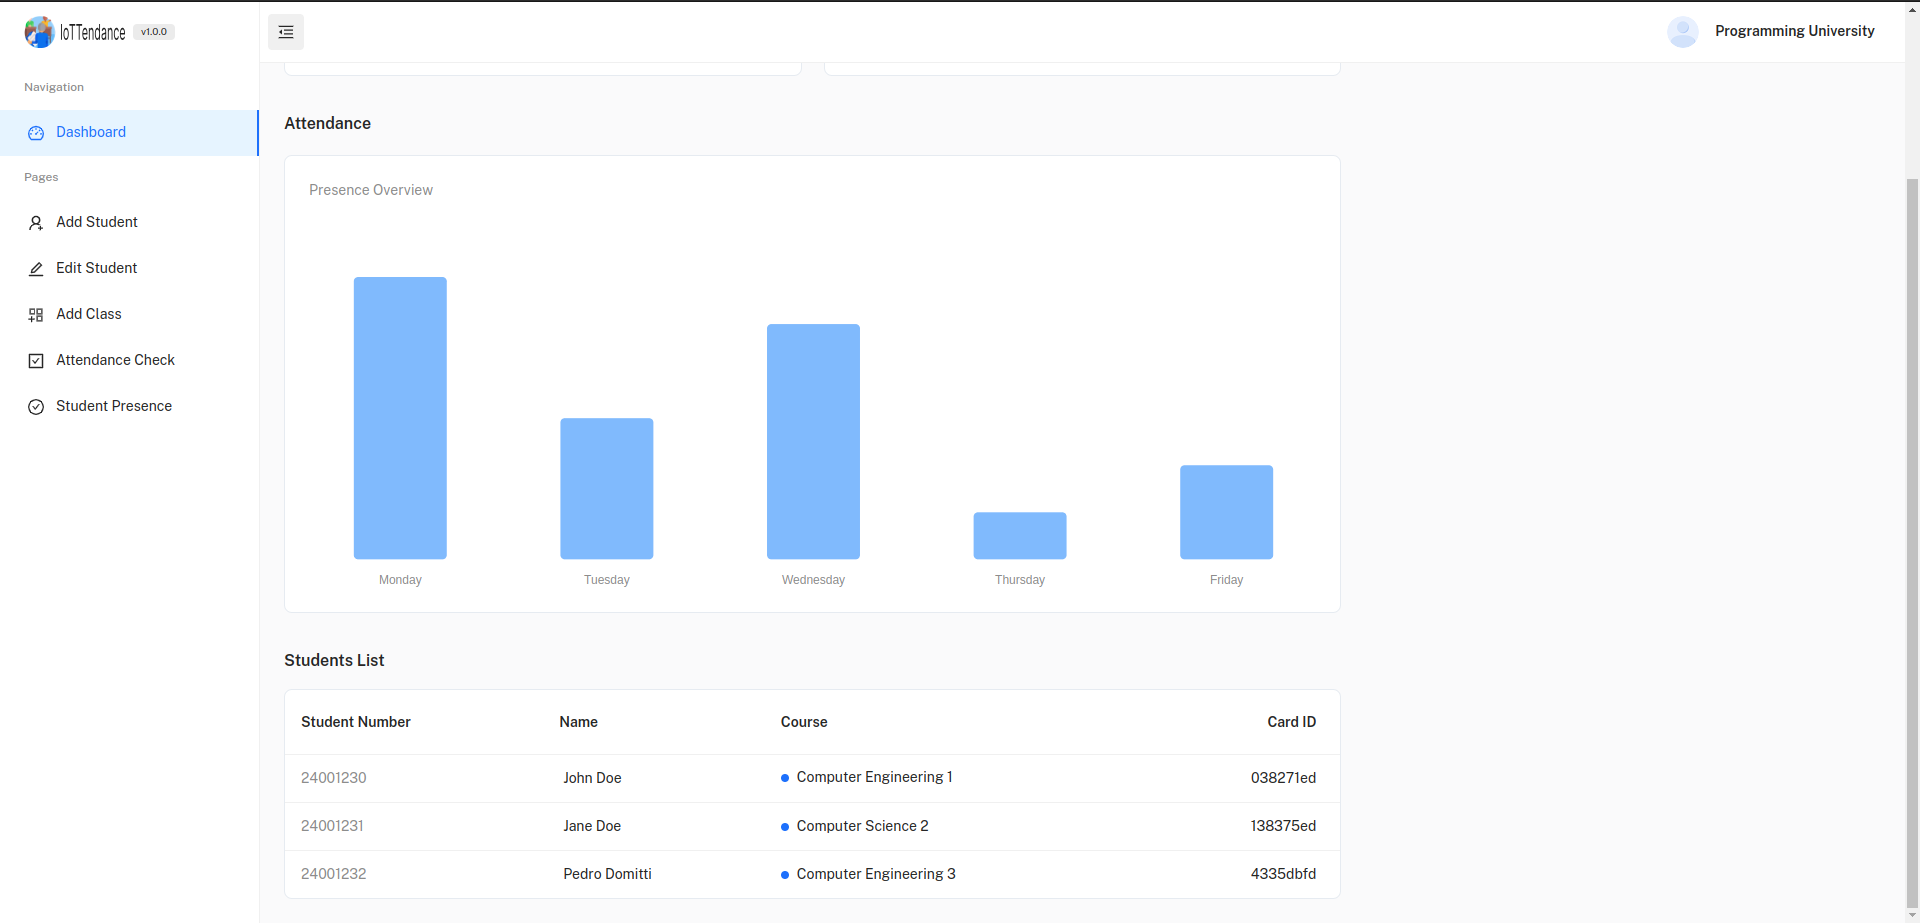 IoTTendance v1.0.0
Programming University
Navigation
Dashboard
Pages
Add Student
Edit Student
Add Class
Attendance Check
Student Presence
Attendance
Presence Overview
Monday Tuesday Wednesday Thursday Friday
Students List
Student Number Name Course Card ID
24001230 John Doe Computer Engineering 1 038271ed
24001231 Jane Doe Computer Science 2 138375ed
24001232 Pedro Domitti Computer Engineering 3 4335dbfd